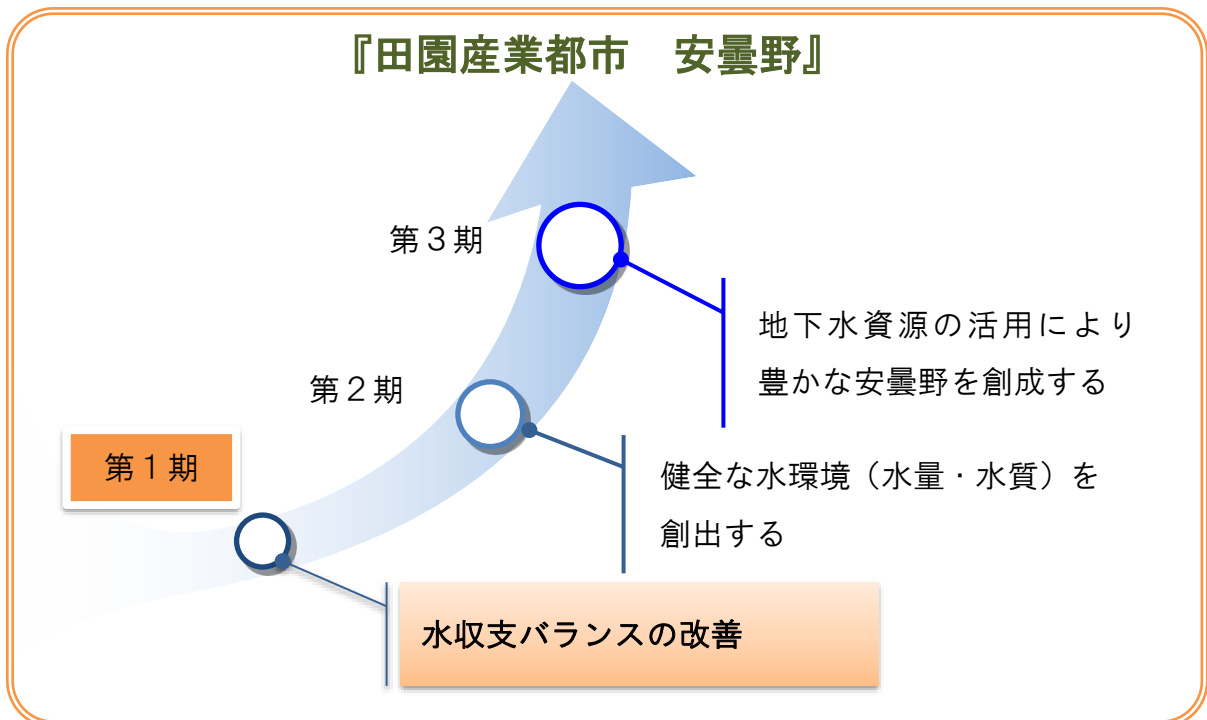 『田園産業都市　安曇野』
第３期
地下水資源の活用により
豊かな安曇野を創成する
第２期
健全な水環境（水量・水質）を
創出する
第１期
水収支バランスの改善